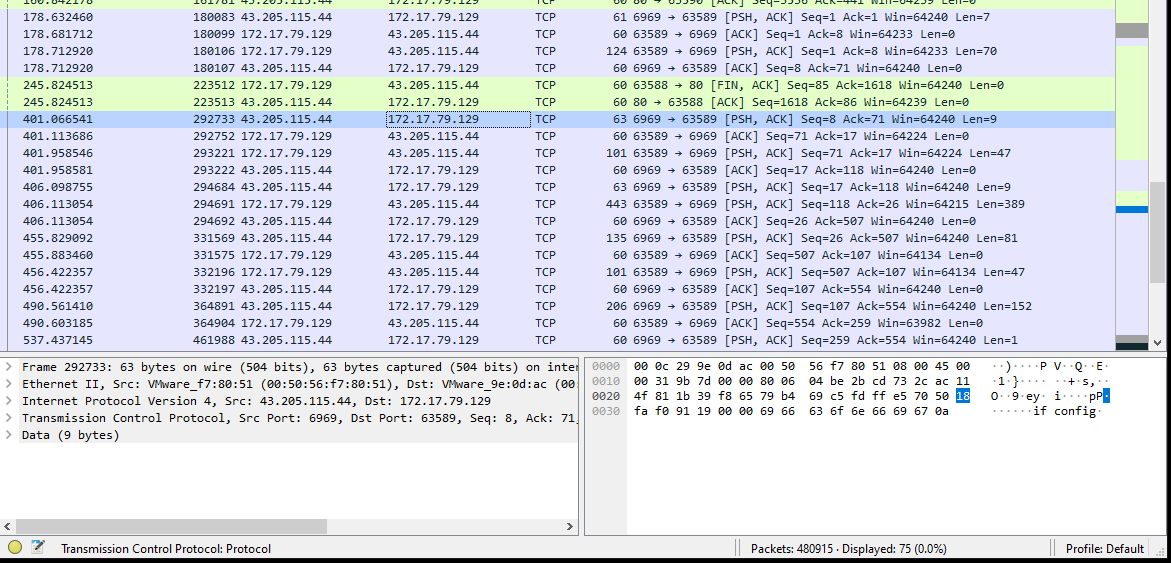 160.842178 161781 43.205.115.44 172.17.79.129 TCP 60 80 → 63590 [ACK] Seq=5556 Ack=441 Win=64239 Len=0
178.632460 180083 43.205.115.44 172.17.79.129 TCP 61 6969 → 63589 [PSH, ACK] Seq=1 Ack=1 Win=64240 Len=7
178.681712 180099 172.17.79.129 43.205.115.44 TCP 60 63589 → 6969 [ACK] Seq=1 Ack=8 Win=64233 Len=0
178.712920 180106 172.17.79.129 43.205.115.44 TCP 124 63589 → 6969 [PSH, ACK] Seq=1 Ack=8 Win=64233 Len=70
178.712920 180107 43.205.115.44 172.17.79.129 TCP 60 6969 → 63589 [ACK] Seq=8 Ack=71 Win=64240 Len=0
245.824513 223512 172.17.79.129 43.205.115.44 TCP 60 63588 → 80 [FIN, ACK] Seq=85 Ack=1618 Win=64240 Len=0
245.824513 223513 43.205.115.44 172.17.79.129 TCP 60 80 → 63588 [ACK] Seq=1618 Ack=86 Win=64239 Len=0
401.066541 292733 43.205.115.44 172.17.79.129 TCP 63 6969 → 63589 [PSH, ACK] Seq=8 Ack=71 Win=64240 Len=9
401.113686 292752 172.17.79.129 43.205.115.44 TCP 60 63589 → 6969 [ACK] Seq=71 Ack=17 Win=64224 Len=0
401.958546 293221 172.17.79.129 43.205.115.44 TCP 101 63589 → 6969 [PSH, ACK] Seq=71 Ack=17 Win=64224 Len=47
401.958581 293222 43.205.115.44 172.17.79.129 TCP 60 6969 → 63589 [ACK] Seq=17 Ack=118 Win=64240 Len=0
406.098755 294684 43.205.115.44 172.17.79.129 TCP 63 6969 → 63589 [PSH, ACK] Seq=17 Ack=118 Win=64240 Len=9
406.113054 294691 172.17.79.129 43.205.115.44 TCP 443 63589 → 6969 [PSH, ACK] Seq=118 Ack=26 Win=64215 Len=389
406.113054 294692 43.205.115.44 172.17.79.129 TCP 60 6969 → 63589 [ACK] Seq=26 Ack=507 Win=64240 Len=0
455.829092 331569 43.205.115.44 172.17.79.129 TCP 135 6969 → 63589 [PSH, ACK] Seq=26 Ack=507 Win=64240 Len=81
455.883460 331575 172.17.79.129 43.205.115.44 TCP 60 63589 → 6969 [ACK] Seq=507 Ack=107 Win=64134 Len=0
456.422357 332196 172.17.79.129 43.205.115.44 TCP 101 63589 → 6969 [PSH, ACK] Seq=507 Ack=107 Win=64134 Len=47
456.422357 332197 43.205.115.44 172.17.79.129 TCP 60 6969 → 63589 [ACK] Seq=107 Ack=554 Win=64240 Len=0
490.561410 364891 43.205.115.44 172.17.79.129 TCP 206 6969 → 63589 [PSH, ACK] Seq=107 Ack=554 Win=64240 Len=152
490.603185 364904 172.17.79.129 43.205.115.44 TCP 60 63589 → 6969 [ACK] Seq=554 Ack=259 Win=63982 Len=0
537.437145 461988 43.205.115.44 172.17.79.129 TCP 60 6969 → 63589 [PSH, ACK] Seq=259 Ack=554 Win=64240 Len=1
Frame 292733: 63 bytes on wire (504 bits), 63 bytes captured (504 bits) on inter
Ethernet II, Src: VMware_f7:80:51 (00:50:56:f7:80:51), Dst: VMware_9e:0d:ac (00:
Internet Protocol Version 4, Src: 43.205.115.44, Dst: 172.17.79.129
Transmission Control Protocol, Src Port: 6969, Dst Port: 63589, Seq: 8, Ack: 71,
Data (9 bytes)
0000 00 0c 29 9e 0d ac 00 50 56 f7 80 51 08 00 45 00 ··)····P V··Q··E·
0010 00 31 9b 7d 00 00 80 06 04 be 2b cd 73 2c ac 11 ·1·}···· ··+·s,··
0020 4f 81 1b 39 f8 65 79 b4 69 c5 fd ff e5 70 50 18 O··9·ey· i····pP·
0030 fa f0 91 19 00 00 69 66 63 6f 6e 66 69 67 0a ······if config·
Transmission Control Protocol: Protocol
Packets: 480915 · Displayed: 75 (0.0%)
Profile: Default